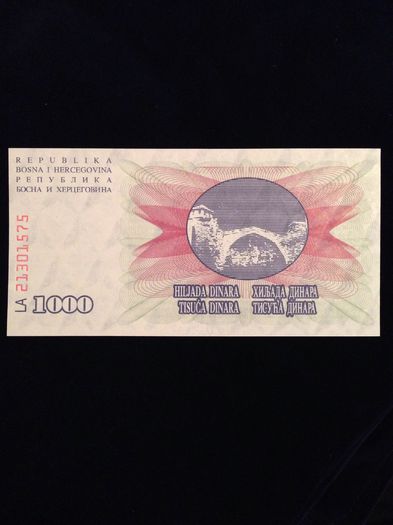 REPUBLIKA
BOSNA I HERCEGOVINA
РЕПУБЛИКА
БОСНА И ХЕРЦЕГОВИНА
LA 21301575
1000
HILJADA DINARA ХИЉАДА ДИНАРА
TISUĆA DINARA ТИСУЋА ДИНАРА